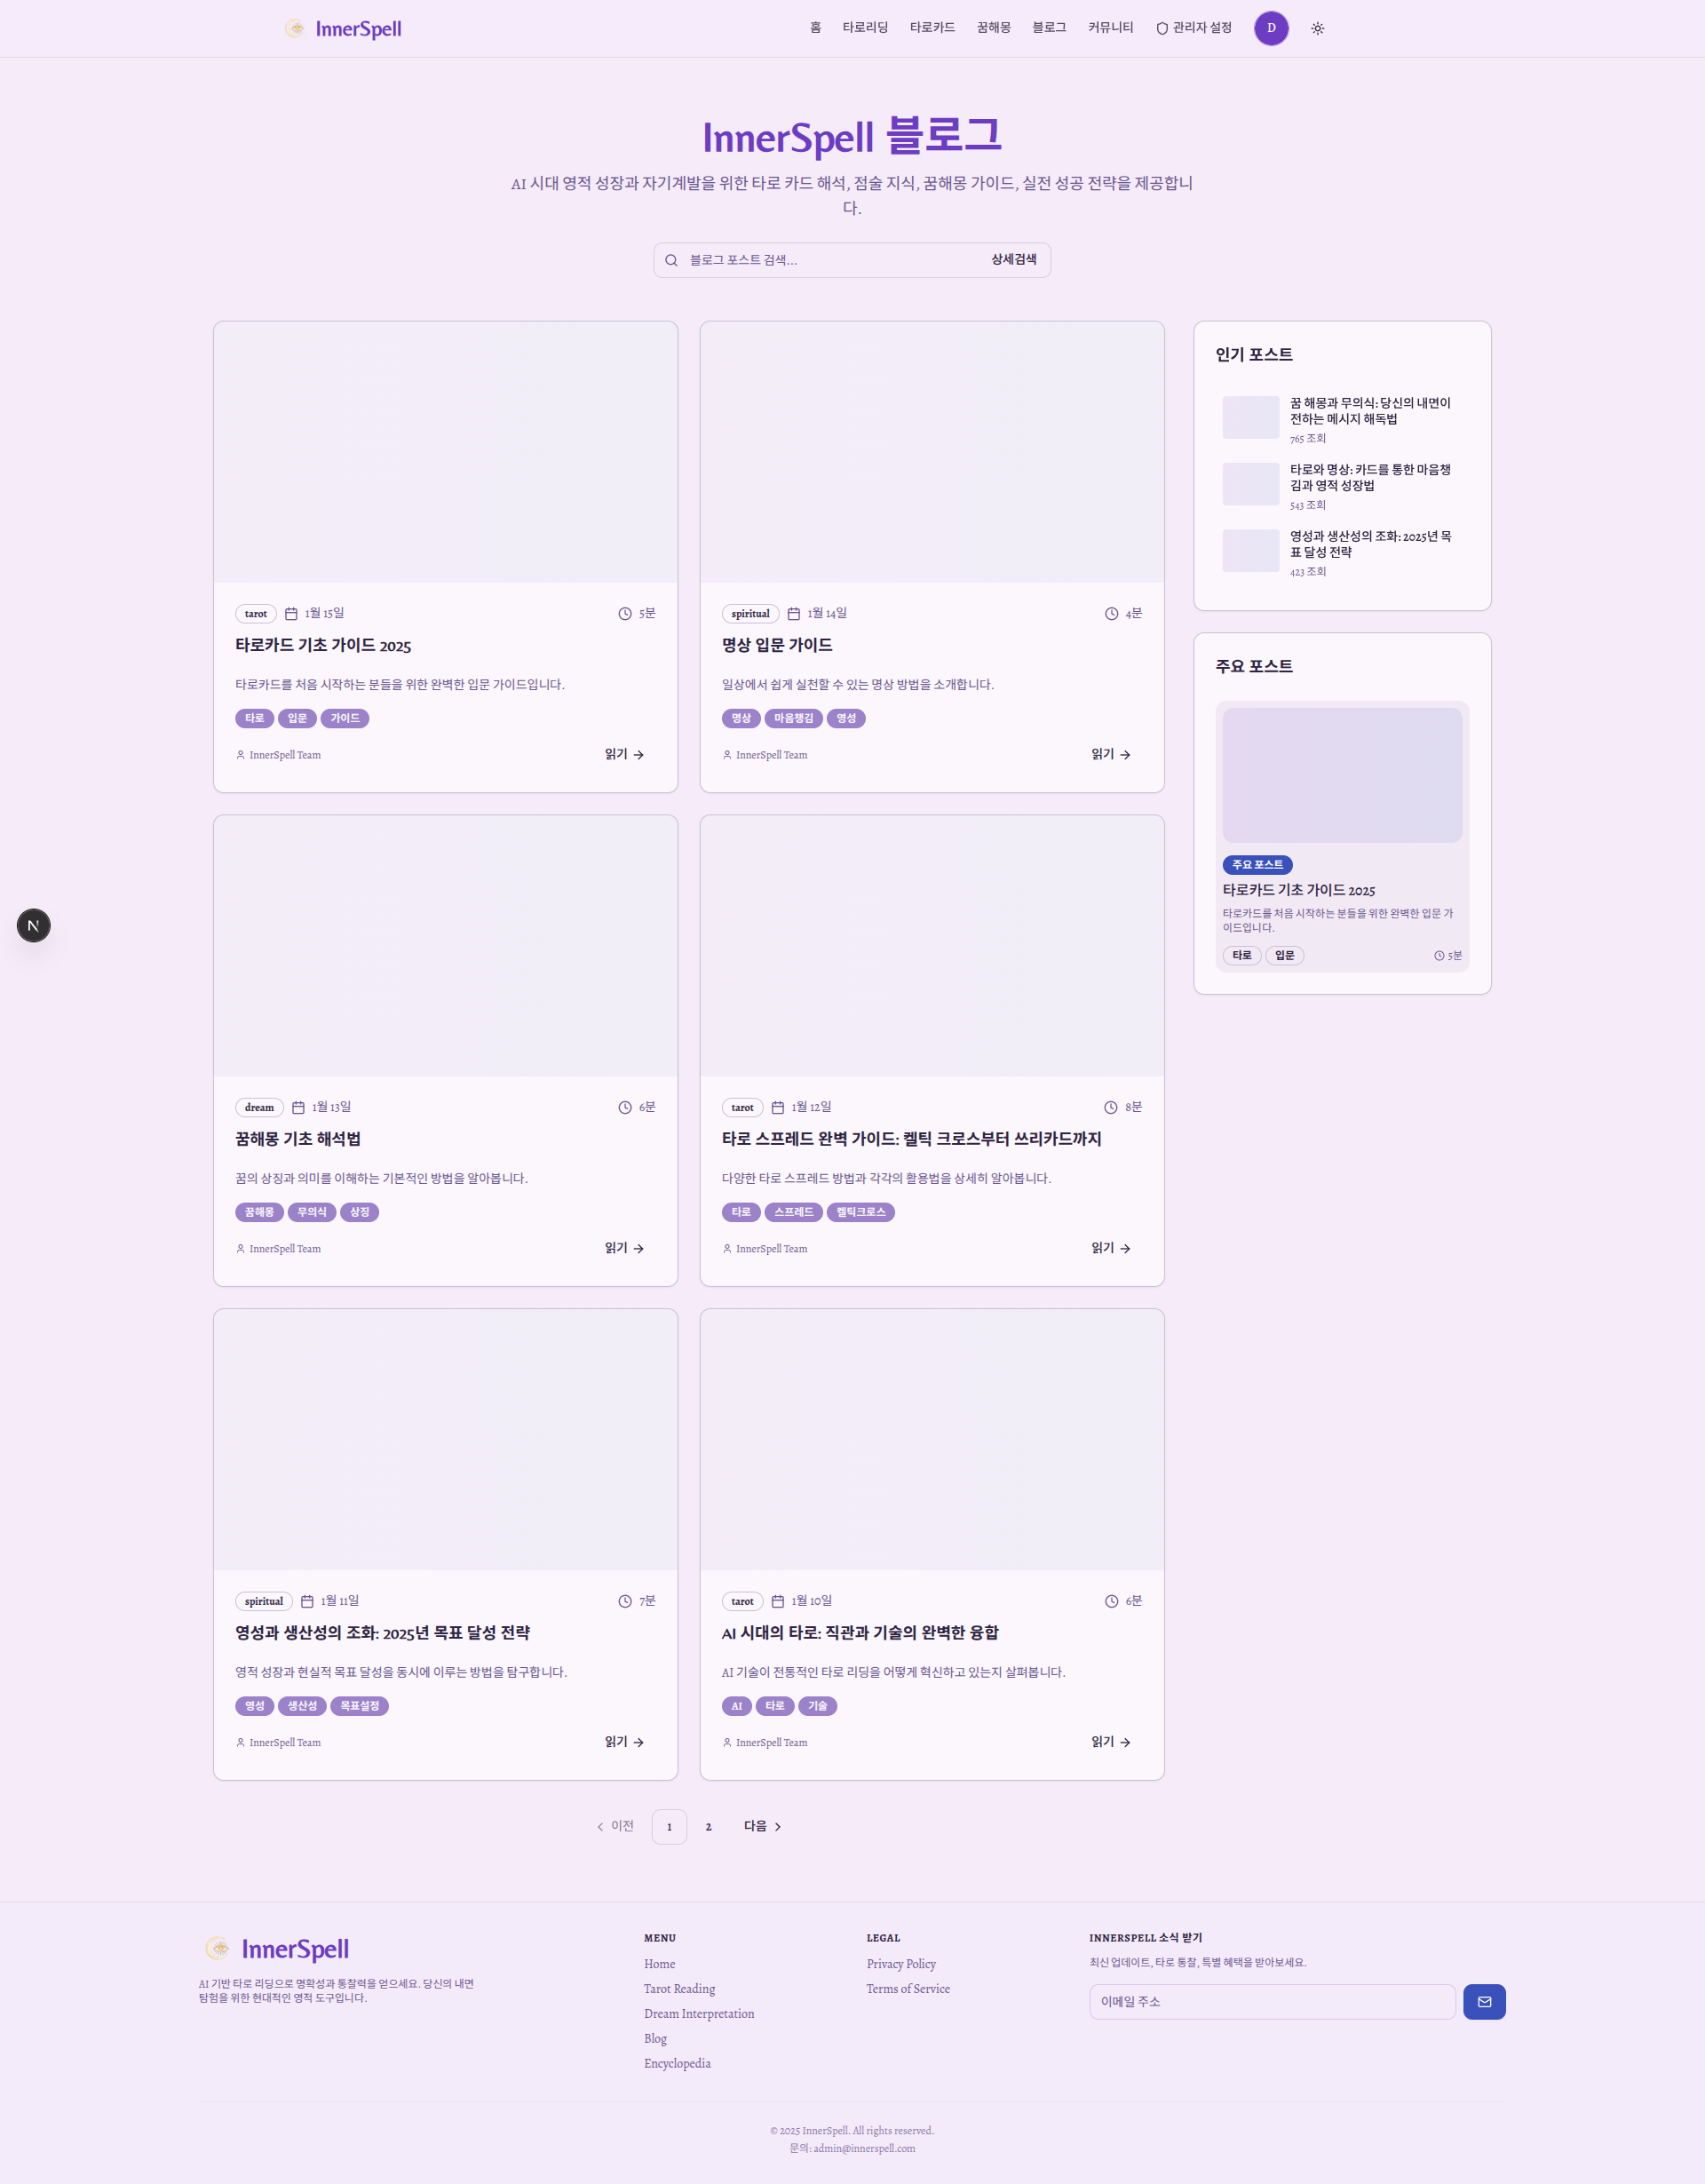 InnerSpell
홈
타로리딩
타로카드
꿈해몽
블로그
커뮤니티
관리자 설정
D
InnerSpell 블로그
AI 시대 영적 성장과 자기계발을 위한 타로 카드 해석, 점술 지식, 꿈해몽 가이드, 실전 성공 전략을 제공합니
다.
블로그 포스트 검색...
상세검색
tarot 1월 15일 5분
타로카드 기초 가이드 2025
타로카드를 처음 시작하는 분들을 위한 완벽한 입문 가이드입니다.
타로 입문 가이드
InnerSpell Team 읽기
spiritual 1월 14일 4분
명상 입문 가이드
일상에서 쉽게 실천할 수 있는 명상 방법을 소개합니다.
명상 마음챙김 영성
InnerSpell Team 읽기
dream 1월 13일 6분
꿈해몽 기초 해석법
꿈의 상징과 의미를 이해하는 기본적인 방법을 알아봅니다.
꿈해몽 무의식 상징
InnerSpell Team 읽기
tarot 1월 12일 8분
타로 스프레드 완벽 가이드: 켈틱 크로스부터 쓰리카드까지
다양한 타로 스프레드 방법과 각각의 활용법을 상세히 알아봅니다.
타로 스프레드 켈틱크로스
InnerSpell Team 읽기
spiritual 1월 11일 7분
영성과 생산성의 조화: 2025년 목표 달성 전략
영적 성장과 현실적 목표 달성을 동시에 이루는 방법을 탐구합니다.
영성 생산성 목표설정
InnerSpell Team 읽기
tarot 1월 10일 6분
AI 시대의 타로: 직관과 기술의 완벽한 융합
AI 기술이 전통적인 타로 리딩을 어떻게 혁신하고 있는지 살펴봅니다.
AI 타로 기술
InnerSpell Team 읽기
이전 1 2 다음
인기 포스트
꿈 해몽과 무의식: 당신의 내면이
전하는 메시지 해독법
765 조회
타로와 명상: 카드를 통한 마음챙
김과 영적 성장법
543 조회
영성과 생산성의 조화: 2025년 목
표 달성 전략
423 조회
주요 포스트
주요 포스트
타로카드 기초 가이드 2025
타로카드를 처음 시작하는 분들을 위한 완벽한 입문 가
이드입니다.
타로 입문 5분
N
InnerSpell
AI 기반 타로 리딩으로 명확성과 통찰력을 얻으세요. 당신의 내면
탐험을 위한 현대적인 영적 도구입니다.
MENU
Home
Tarot Reading
Dream Interpretation
Blog
Encyclopedia
LEGAL
Privacy Policy
Terms of Service
INNERSPELL 소식 받기
최신 업데이트, 타로 통찰, 특별 혜택을 받아보세요.
이메일 주소
© 2025 InnerSpell. All rights reserved.
문의: admin@innerspell.com